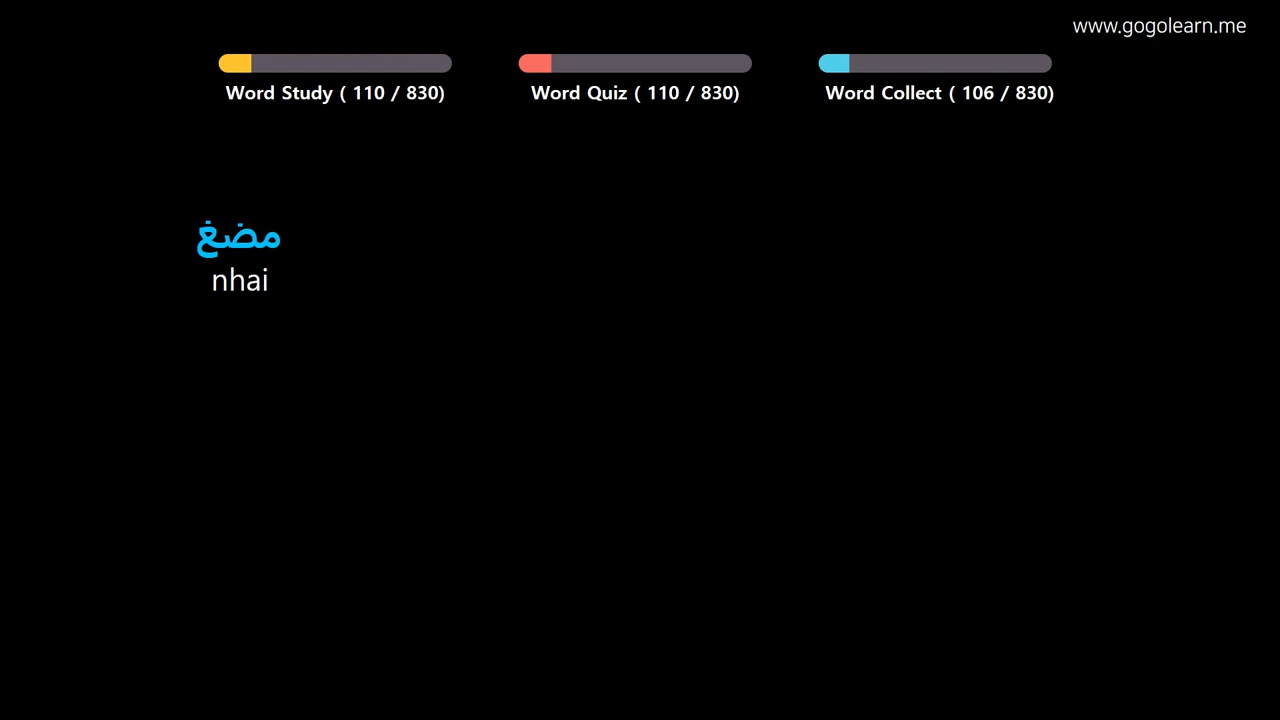 www.gogolearn.me
Word Study ( 110 / 830)
Word Quiz ( 110 / 830)
Word Collect ( 106 / 830)
مضغ
nhai